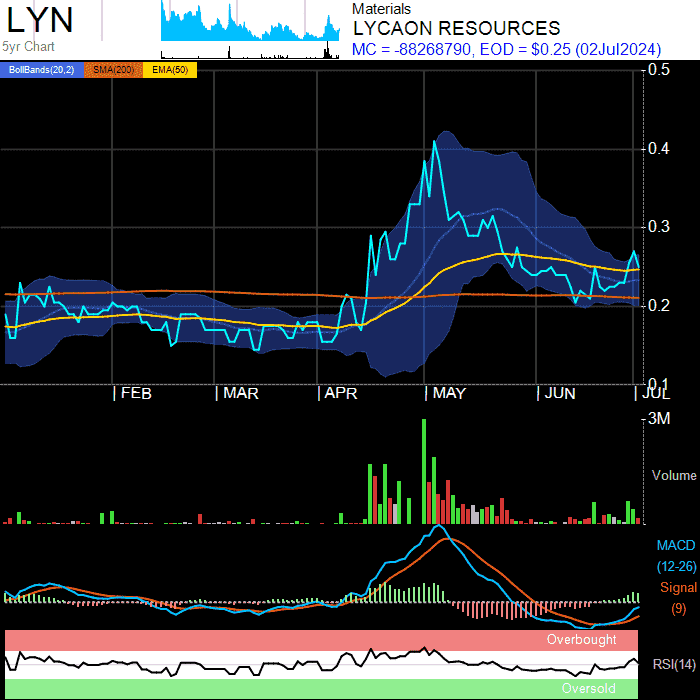 LYN
5yr Chart
Materials
LYCAON RESOURCES
MC = -88268790, EOD = $0.25 (02Jul2024)
BollBands(20,2) SMA(200) EMA(50)
0.5
0.4
0.3
0.2
0.1
FEB MAR APR MAY JUN JUL
3M
Volume
MACD
(12-26)
Signal
(9)
Overbought
RSI(14)
Oversold